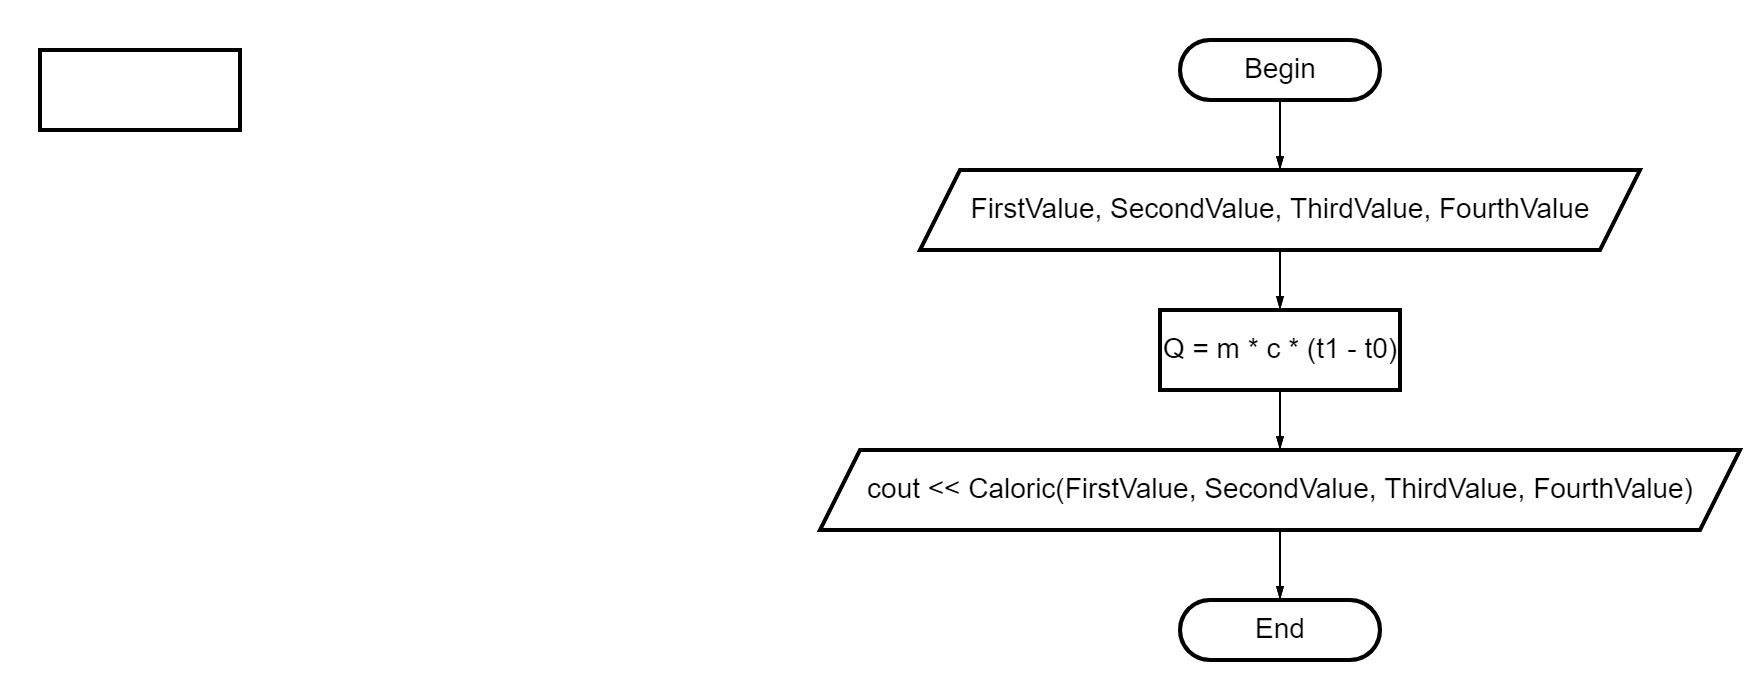 Begin
FirstValue, SecondValue, ThirdValue, FourthValue
Q = m * c * (t1 - t0)
cout << Caloric(FirstValue, SecondValue, ThirdValue, FourthValue)
End